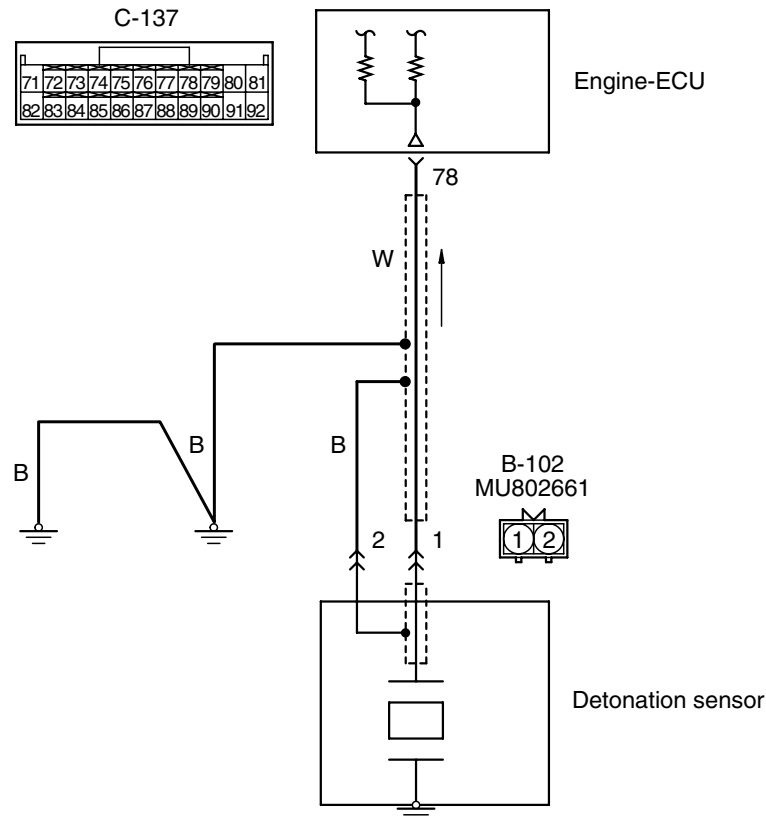 C-137
71 72 73 74 75 76 77 78 79 80 81
82 83 84 85 86 87 88 89 90 91 92
Engine-ECU
78
W
B
B
B
B-102
MU802661
1 2
2
1
Detonation sensor